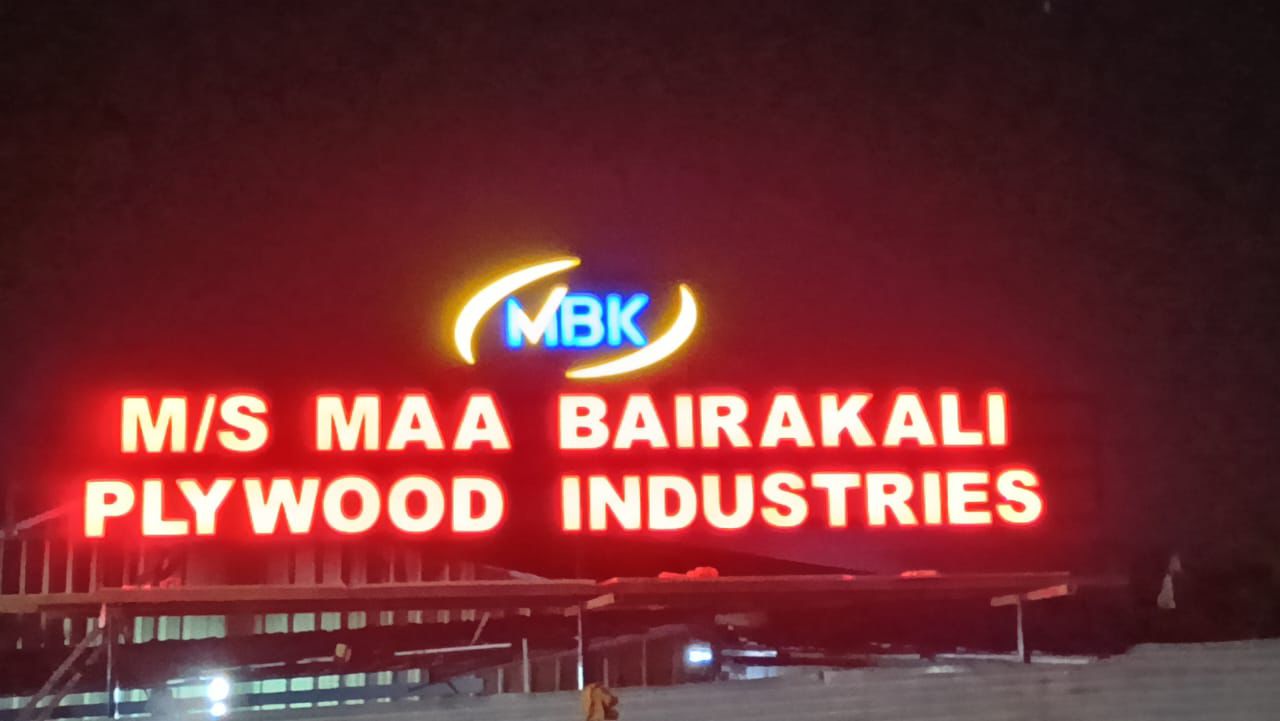 MBK
M/S MAA BAIRAKALI
PLYWOOD INDUSTRIES